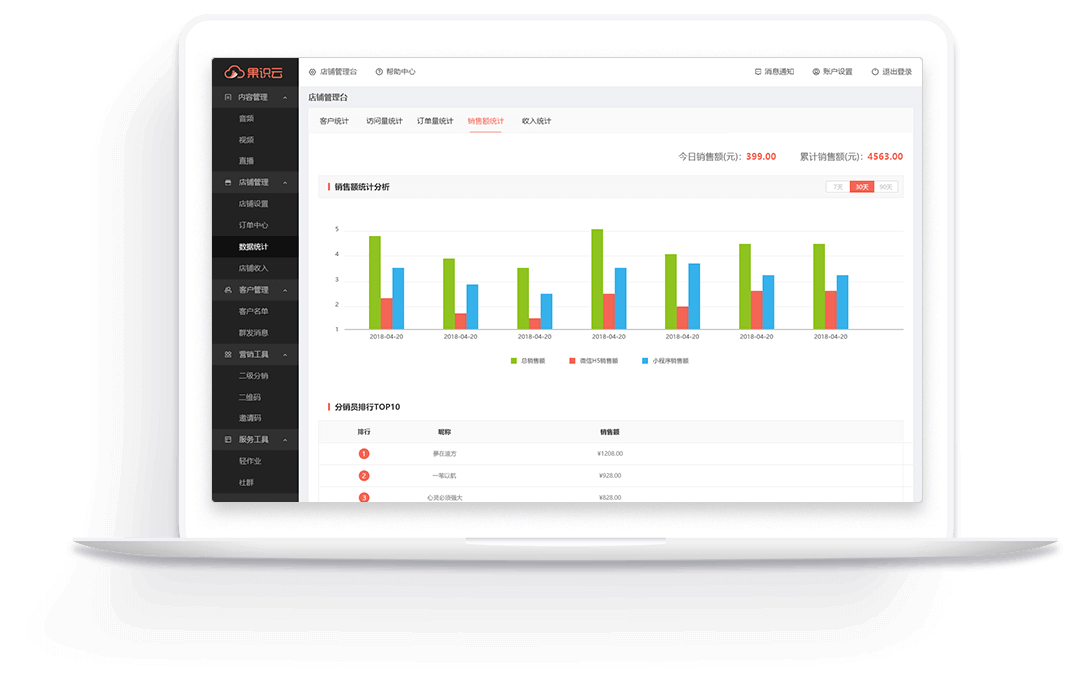 果识云
店铺管理台 帮助中心 消息通知 账户设置 退出登录
内容管理
音频
视频
直播
店铺管理
店铺设置
订单中心
数据统计
店铺收入
客户管理
客户名单
群发消息
营销工具
二级分销
二维码
邀请码
服务工具
轻作业
社群
店铺管理台
客户统计 访问量统计 订单量统计 销售额统计 收入统计
今日销售额(元): 399.00 累计销售额(元): 4563.00
销售额统计分析 7天 30天 90天
5
4
3
2
1
2018-04-20 2018-04-20 2018-04-20 2018-04-20 2018-04-20 2018-04-20 2018-04-20
总销售额 微信H5销售额 小程序销售额
分销员排行TOP10
排行 昵称 销售额
1 夢在遠方 ¥1208.00
2 一苇以航 ¥928.00
3 心灵必须强大 ¥828.00